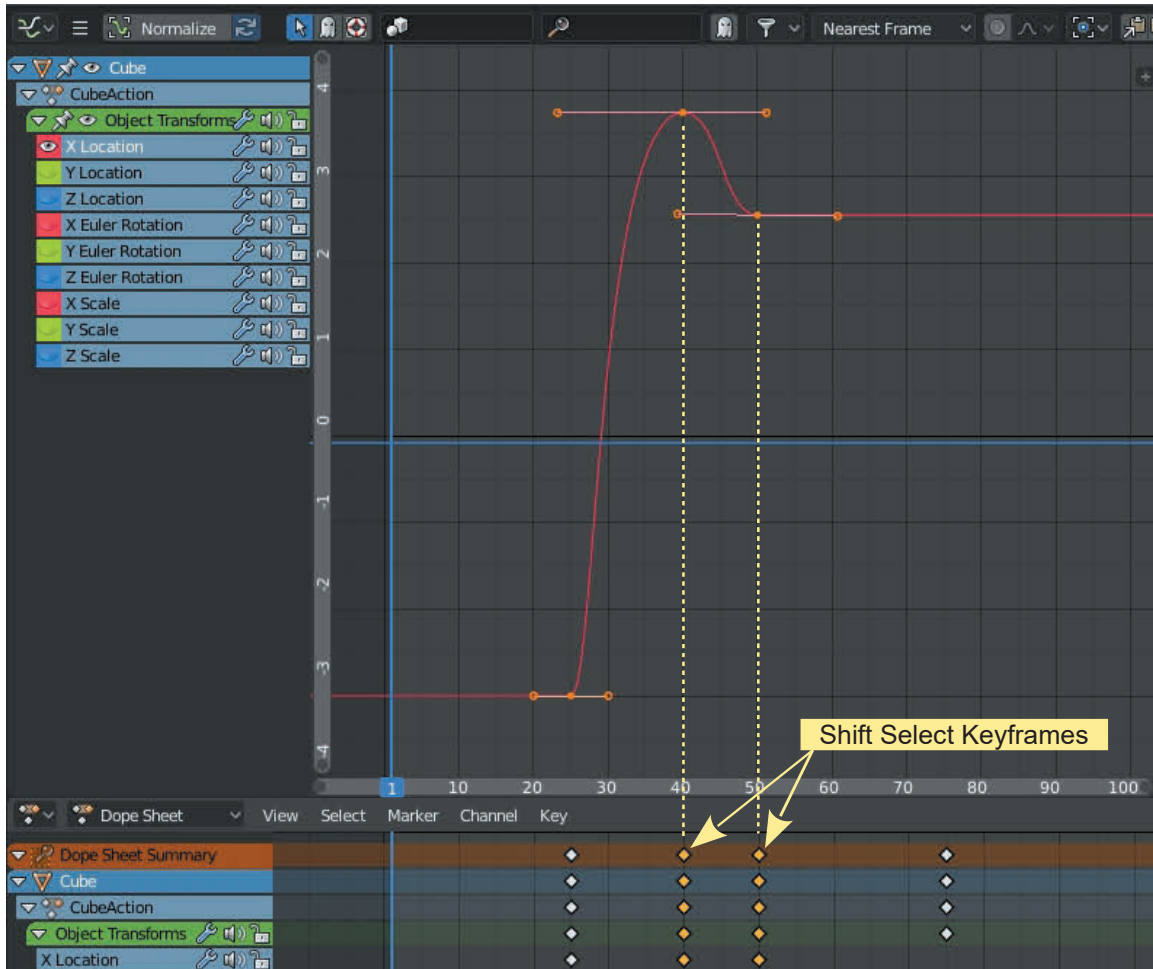 Normalize Nearest Frame
Cube
CubeAction
Object Transforms
X Location
Y Location
Z Location
X Euler Rotation
Y Euler Rotation
Z Euler Rotation
X Scale
Y Scale
Z Scale
4
3
2
1
0
-1
-2
-3
-4
Shift Select Keyframes
1 10 20 30 40 50 60 70 80 90 100
Dope Sheet View Select Marker Channel Key
Dope Sheet Summary
Cube
CubeAction
Object Transforms
X Location